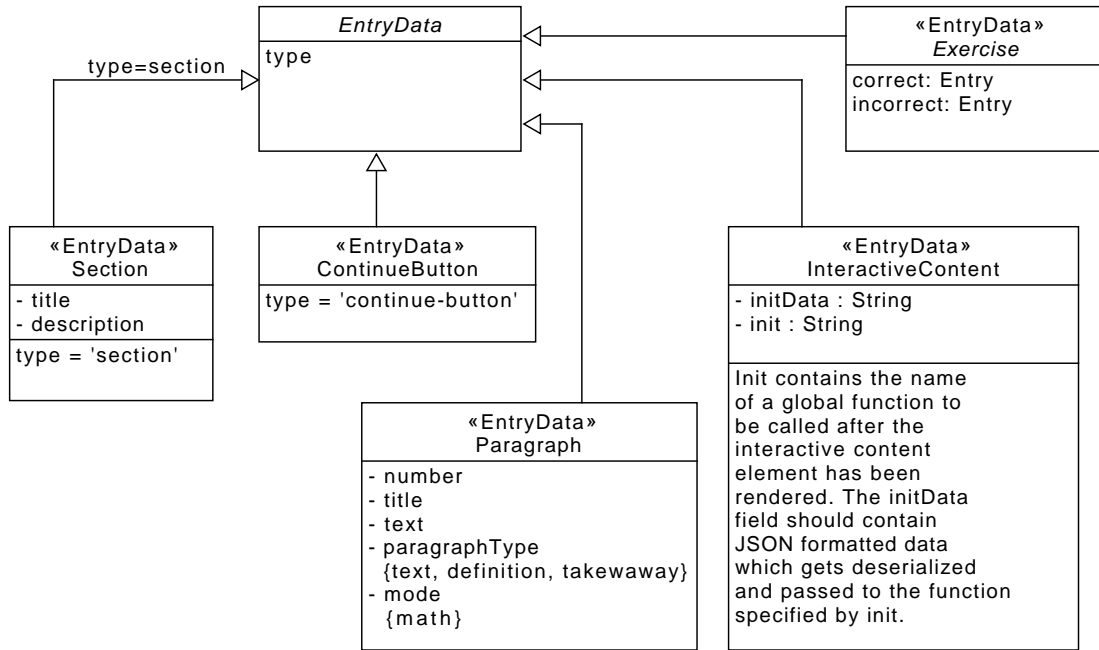 EntryData
type
«EntryData»
Exercise
correct: Entry
incorrect: Entry
type=section
«EntryData»
Section
- title
- description
type = 'section'
«EntryData»
ContinueButton
type = 'continue-button'
«EntryData»
InteractiveContent
- initData : String
- init : String
Init contains the name
of a global function to
be called after the
interactive content
element has been
rendered. The initData
field should contain
JSON formatted data
which gets deserialized
and passed to the function
specified by init.
«EntryData»
Paragraph
- number
- title
- text
- paragraphType
{text, definition, takewaway}
- mode
{math}